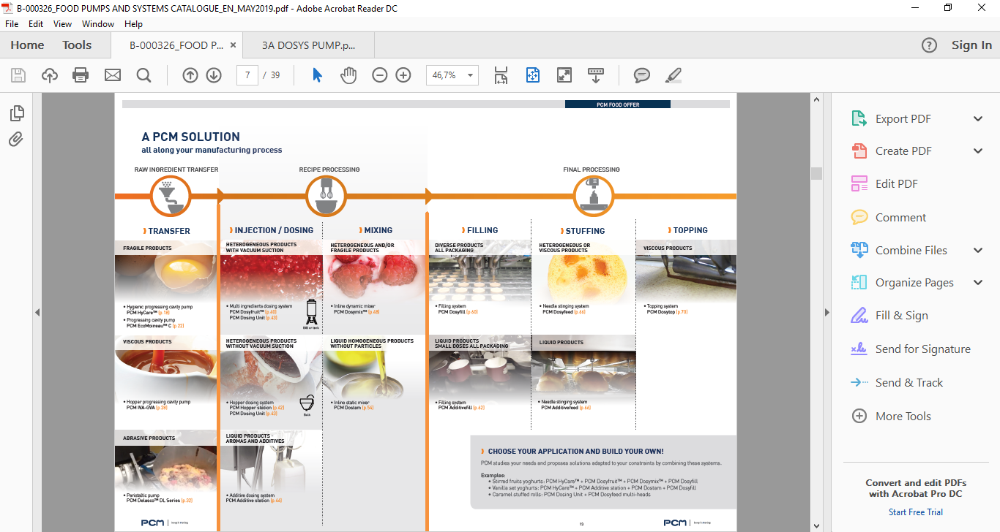 B-000326_FOOD PUMPS AND SYSTEMS CATALOGUE_EN_MAY2019.pdf - Adobe Acrobat Reader DC
File Edit View Window Help
Home Tools B-000326_FOOD P... × 3A DOSYS PUMP.p... ? Sign In
7 / 39 46,7%
PCM FOOD OFFER
A PCM SOLUTION
all along your manufacturing process
RAW INGREDIENT TRANSFER
RECIPE PROCESSING
FINAL PROCESSING
TRANSFER
INJECTION / DOSING
MIXING
FILLING
STUFFING
TOPPING
FRAGILE PRODUCTS
• Hygienic progressing cavity pump
PCM HyCare™ (p 18)
• Progressing cavity pump
PCM EcoMoineau™ C (p 22)
HETEROGENEOUS PRODUCTS
WITH VACUUM SUCTION
• Multi ingredients dosing system
PCM Dosyfruit™ (p 40)
PCM Dosing Unit (p 43)
BIB or tank
HETEROGENEOUS AND/OR
FRAGILE PRODUCTS
• Inline dynamic mixer
PCM Dosymix™ (p 48)
DIVERSE PRODUCTS
ALL PACKAGING
• Filling system
PCM Dosyfill (p 60)
HETEROGENEOUS OR
VISCOUS PRODUCTS
• Needle stinging system
PCM Dosyfeed (p 66)
VISCOUS PRODUCTS
• Topping system
PCM Dosytop (p 70)
VISCOUS PRODUCTS
• Hopper progressing cavity pump
PCM IVA-GVA (p 28)
HETEROGENEOUS PRODUCTS
WITHOUT VACUUM SUCTION
• Hopper dosing system
PCM Hopper station (p 42)
PCM Dosing Unit (p 43)
Bulk
LIQUID HOMOGENEOUS PRODUCTS
WITHOUT PARTICLES
• Inline static mixer
PCM Dostam (p 54)
LIQUID PRODUCTS
SMALL DOSES ALL PACKAGING
• Filling system
PCM Additivefill (p 62)
LIQUID PRODUCTS
• Needle stinging system
PCM Additivefeed (p 66)
ABRASIVE PRODUCTS
• Peristaltic pump
PCM Delasco™ DL Series (p 32)
LIQUID PRODUCTS -
AROMAS AND ADDITIVES
• Additive dosing system
PCM Additive station (p 44)
CHOOSE YOUR APPLICATION AND BUILD YOUR OWN!
PCM studies your needs and proposes solutions adapted to your constraints by combining these systems.
Examples:
• Stirred fruits yoghurts: PCM HyCare™ + PCM Dosyfruit™ + PCM Dosymix™ + PCM Dosyfill
• Vanilla set yoghurts: PCM HyCare™ + PCM Additive station + PCM Dostam + PCM Dosyfill
• Caramel stuffed rolls: PCM Dosing Unit + PCM Dosyfeed multi-heads
PCM
13
PCM
Export PDF
Create PDF
Edit PDF
Comment
Combine Files
Organize Pages
Fill & Sign
Send for Signature
Send & Track
More Tools
Convert and edit PDFs
with Acrobat Pro DC
Start Free Trial